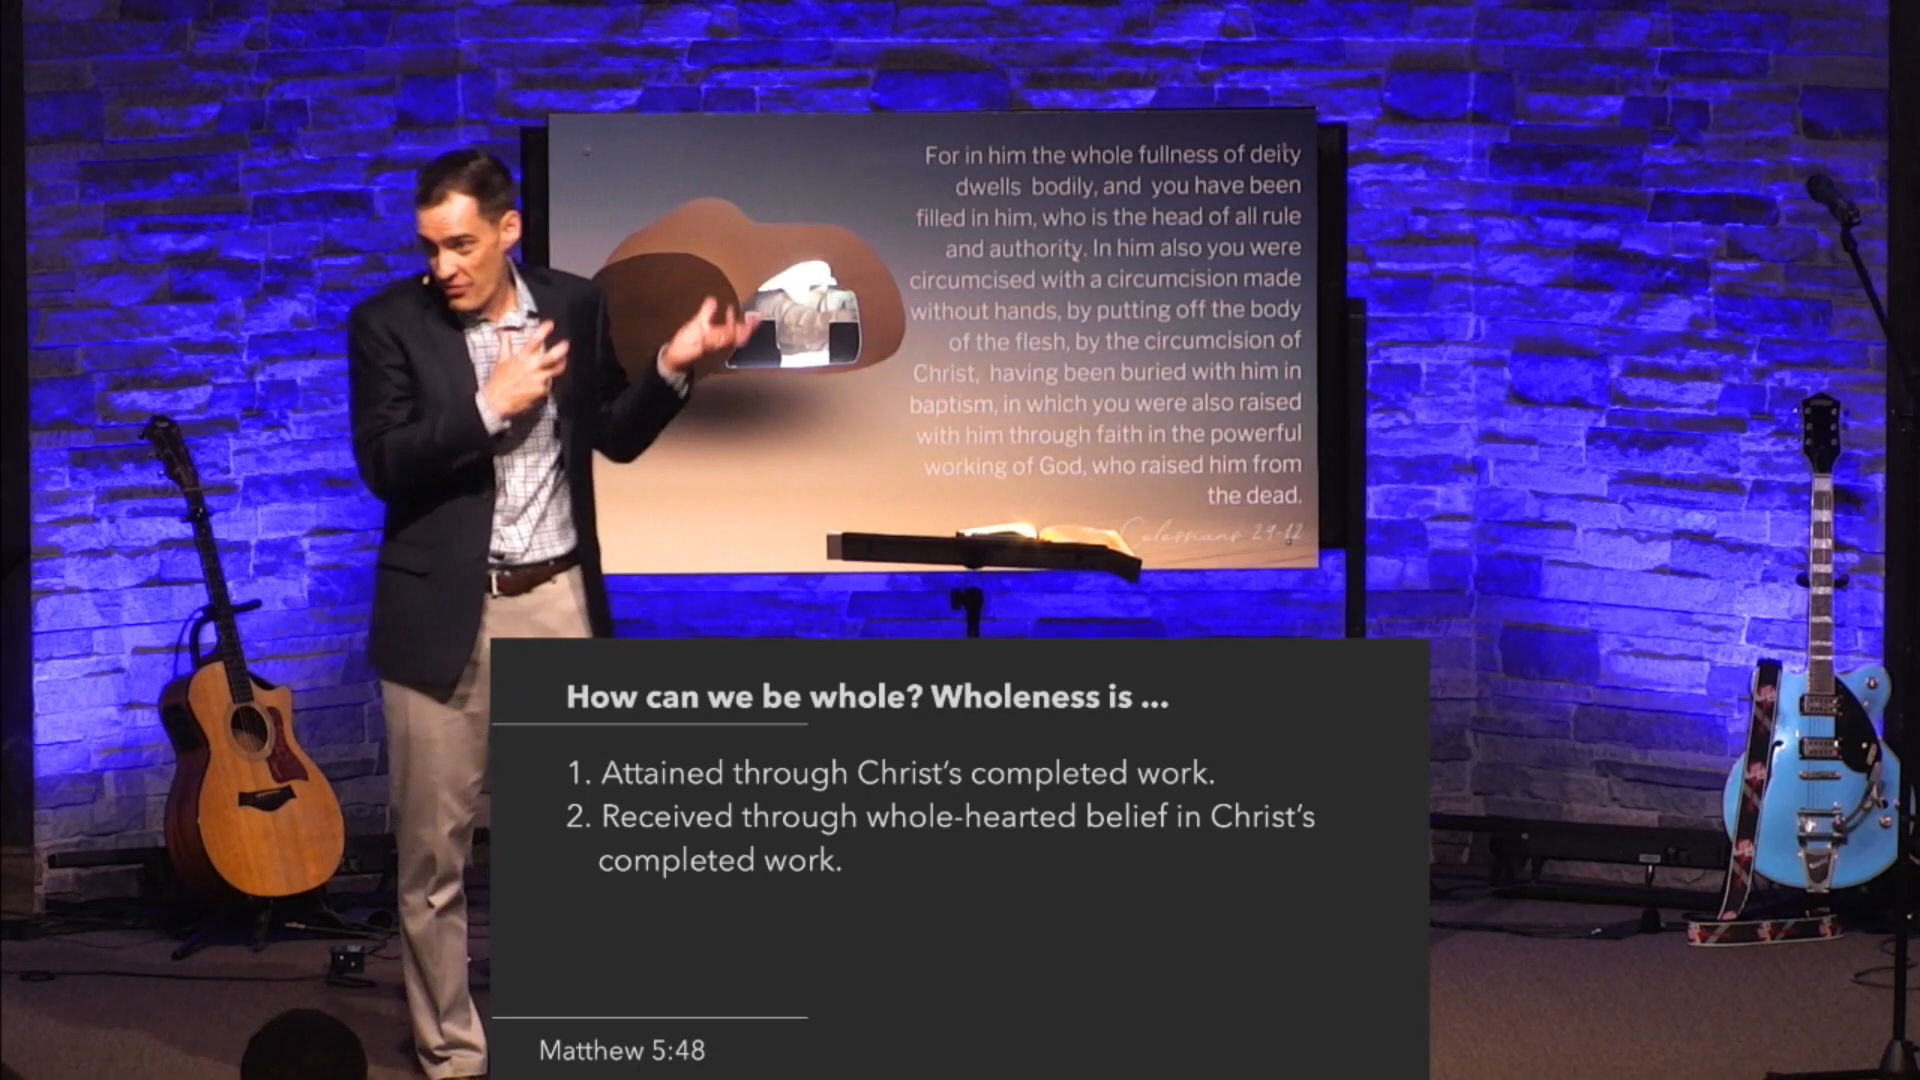 For in him the whole fullness of deity
dwells bodily, and you have been
filled in him, who is the head of all rule
and authority. In him also you were
circumcised with a circumcision made
without hands, by putting off the body
of the flesh, by the circumcision of
Christ, having been buried with him in
baptism, in which you were also raised
with him through faith in the powerful
working of God, who raised him from
the dead.
Colossians 2:9-12
How can we be whole? Wholeness is ...
1. Attained through Christ’s completed work.
2. Received through whole-hearted belief in Christ’s
completed work.
Matthew 5:48